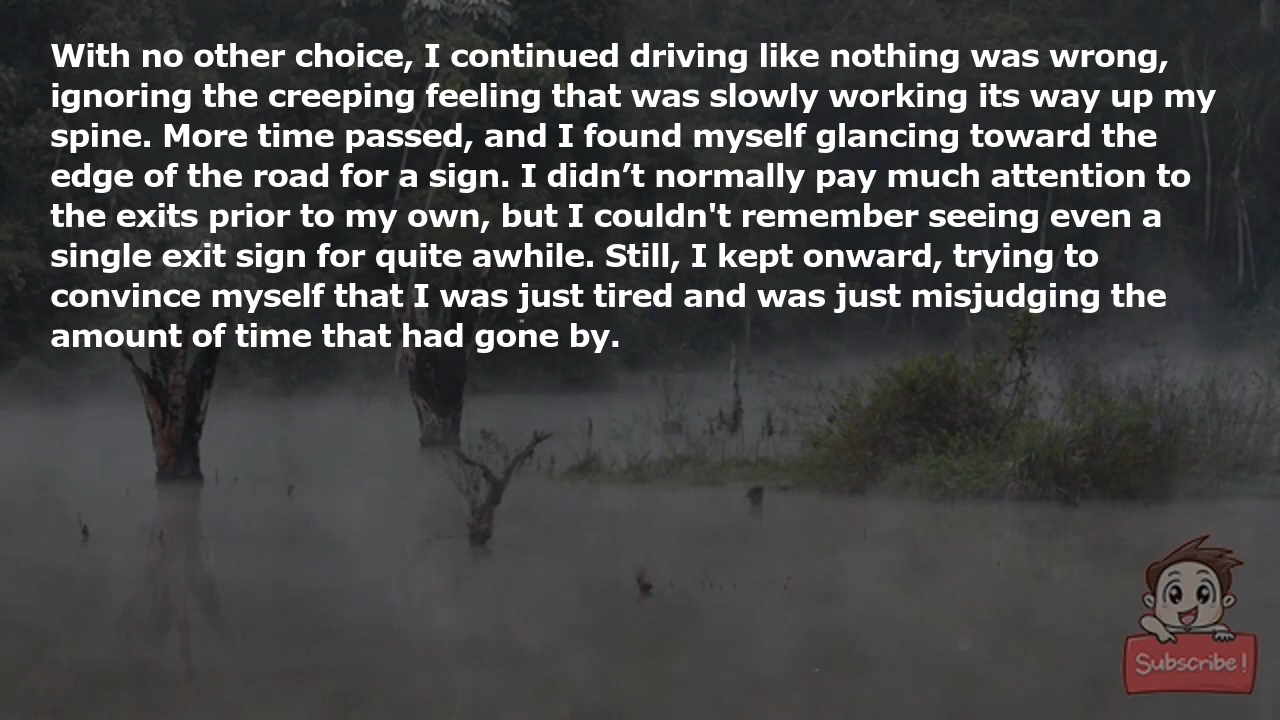 With no other choice, I continued driving like nothing was wrong,
ignoring the creeping feeling that was slowly working its way up my
spine. More time passed, and I found myself glancing toward the
edge of the road for a sign. I didn’t normally pay much attention to
the exits prior to my own, but I couldn't remember seeing even a
single exit sign for quite awhile. Still, I kept onward, trying to
convince myself that I was just tired and was just misjudging the
amount of time that had gone by.
Subscribe!